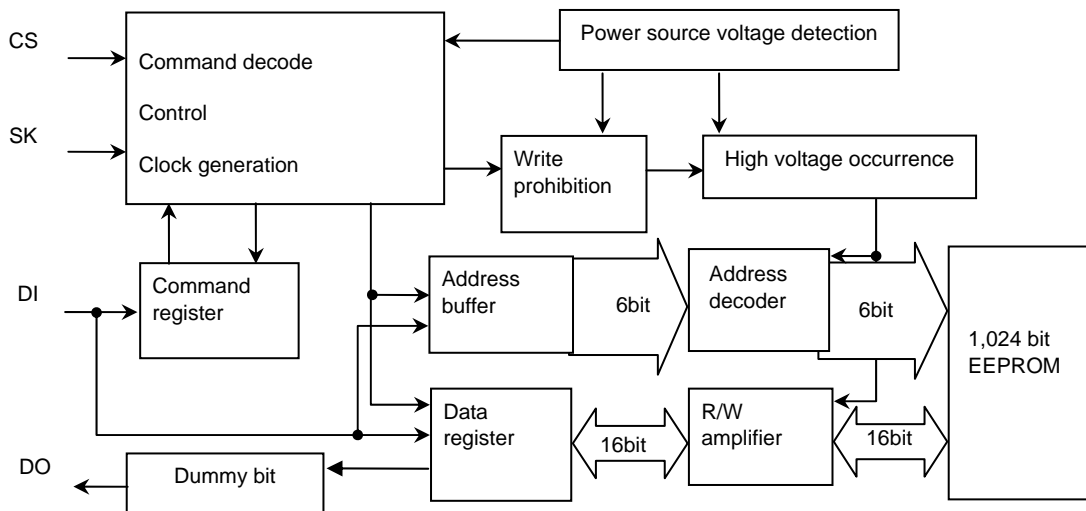 CS
Power source voltage detection
Command decode
Control
SK
Clock generation
Write
prohibition
High voltage occurrence
DI
Command
register
Address
buffer
6bit
Address
decoder
6bit
1,024 bit
EEPROM
Data
register
16bit
R/W
amplifier
16bit
DO
Dummy bit